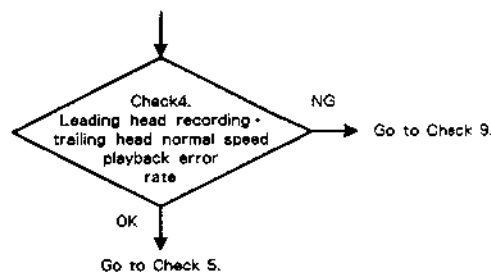 Check4.
Leading head recording・
trailing head normal speed
playback error
rate
NG
Go to Check 9.
OK
Go to Check 5.